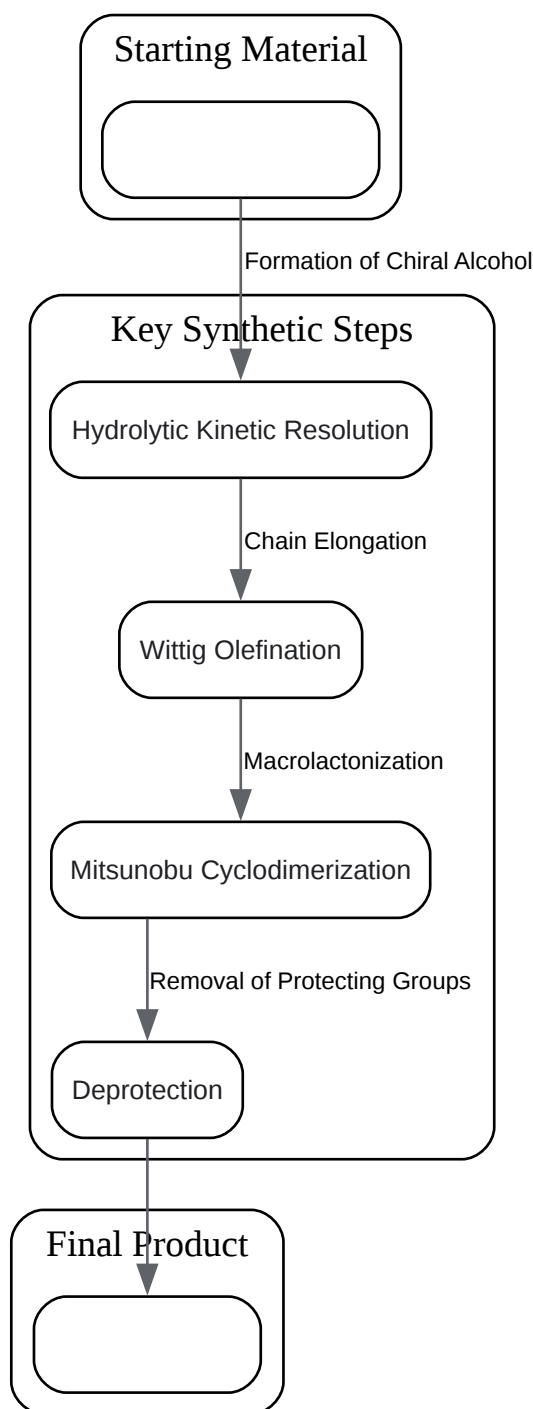 Starting Material
Formation of Chiral Alcohol
Key Synthetic Steps
Hydrolytic Kinetic Resolution
Chain Elongation
Wittig Olefination
Macrolactonization
Mitsunobu Cyclodimerization
Removal of Protecting Groups
Deprotection
Final Product